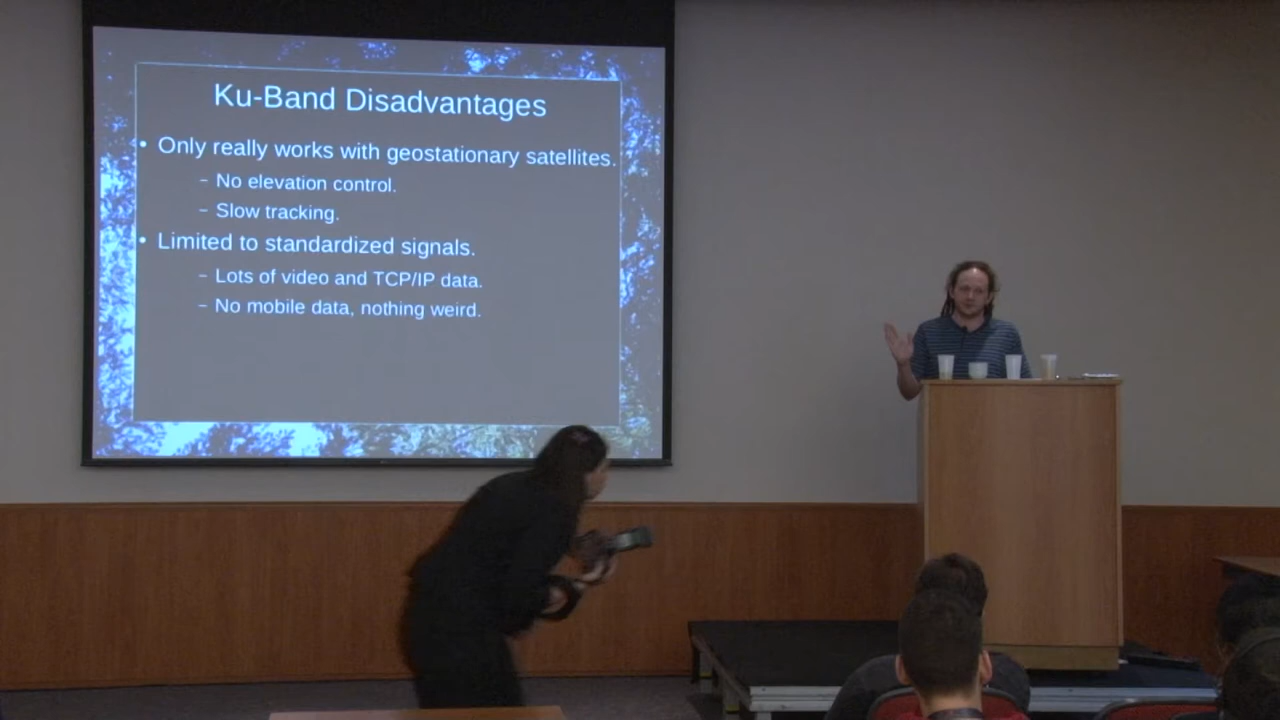 Ku-Band Disadvantages
• Only really works with geostationary satellites.
– No elevation control.
– Slow tracking.
• Limited to standardized signals.
– Lots of video and TCP/IP data.
– No mobile data, nothing weird.